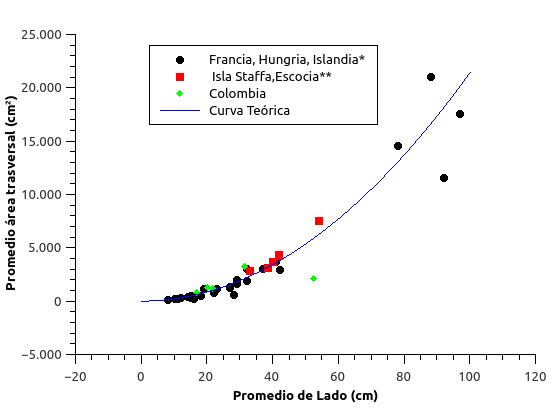 25.000
20.000
15.000
10.000
5.000
0
−5.000
Promedio área trasversal (cm²)
Francia, Hungria, Islandia*
Isla Staffa,Escocia**
Colombia
Curva Teórica
−20 0 20 40 60 80 100 120
Promedio de Lado (cm)